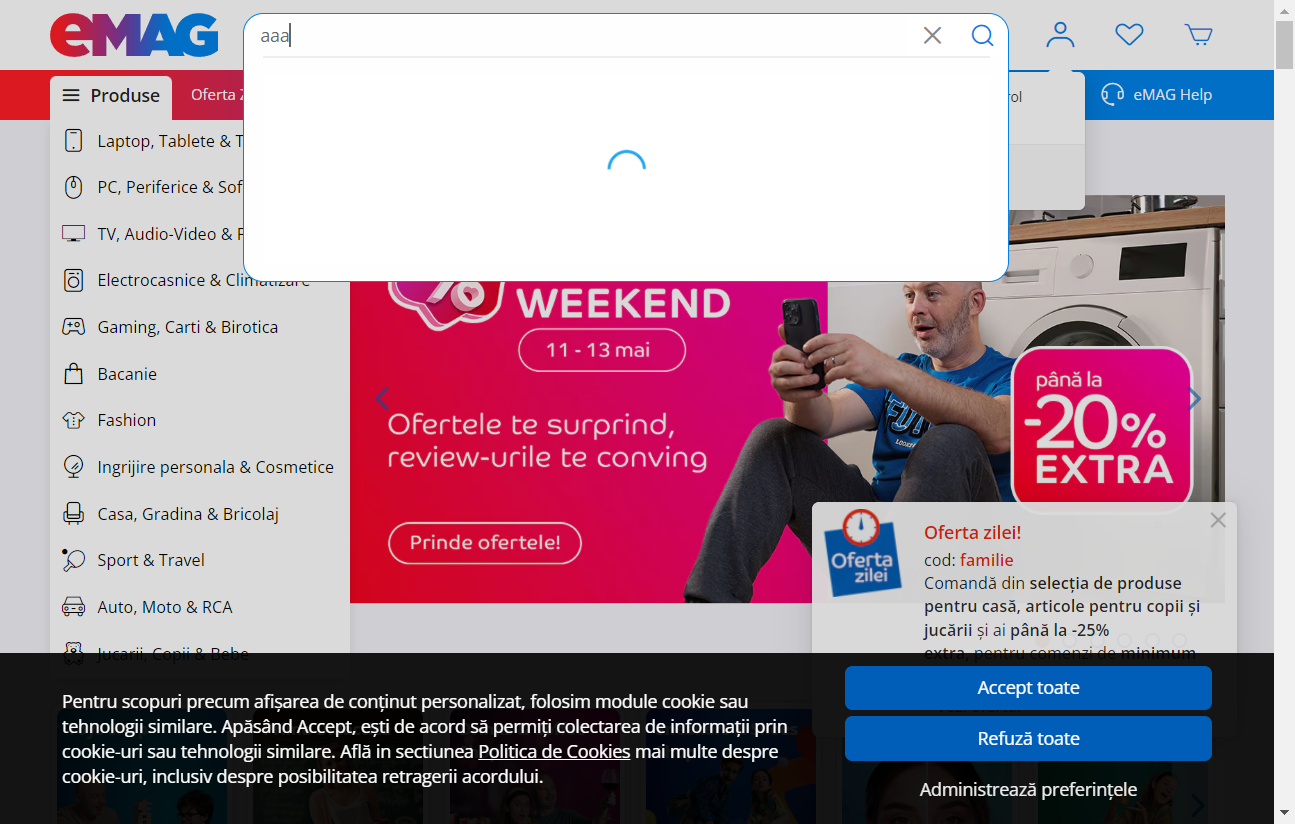 eMAG
aaa
Produse
Oferta
eMAG Help
Laptop, Tablete & T
PC, Periferice & Sof
TV, Audio-Video &
Electrocasnice & Climatizare
Gaming, Carti & Birotica
Bacanie
Fashion
Ingrijire personala & Cosmetice
Casa, Gradina & Bricolaj
Sport & Travel
Auto, Moto & RCA
Jucarii, Copii & Bebe
WEEKEND
11 - 13 mai
Ofertele te surprind,
review-urile te conving
Prinde ofertele!
până la
-20%
EXTRA
Oferta
zilei
Oferta zilei!
cod: familie
Comandă din selecția de produse
pentru casă, articole pentru copii și
jucării și ai până la -25%
extra, pentru comenzi de minimum
Pentru scopuri precum afișarea de conținut personalizat, folosim module cookie sau
tehnologii similare. Apăsând Accept, ești de acord să permiți colectarea de informații prin
cookie-uri sau tehnologii similare. Află in sectiunea Politica de Cookies mai multe despre
cookie-uri, inclusiv despre posibilitatea retragerii acordului.
Accept toate
Refuză toate
Administrează preferințele